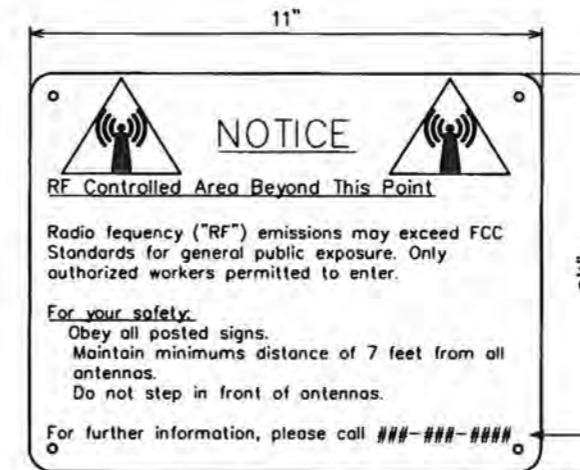 11"
NOTICE
RF Controlled Area Beyond This Point
Radio fequency ("RF") emissions may exceed FCC
Standards for general public exposure. Only
authorized workers permitted to enter.
For your safety:
Obey all posted signs.
Maintain minimums distance of 7 feet from all
antennas.
Do not step in front of antennas.
For further information, please call ###-###-####